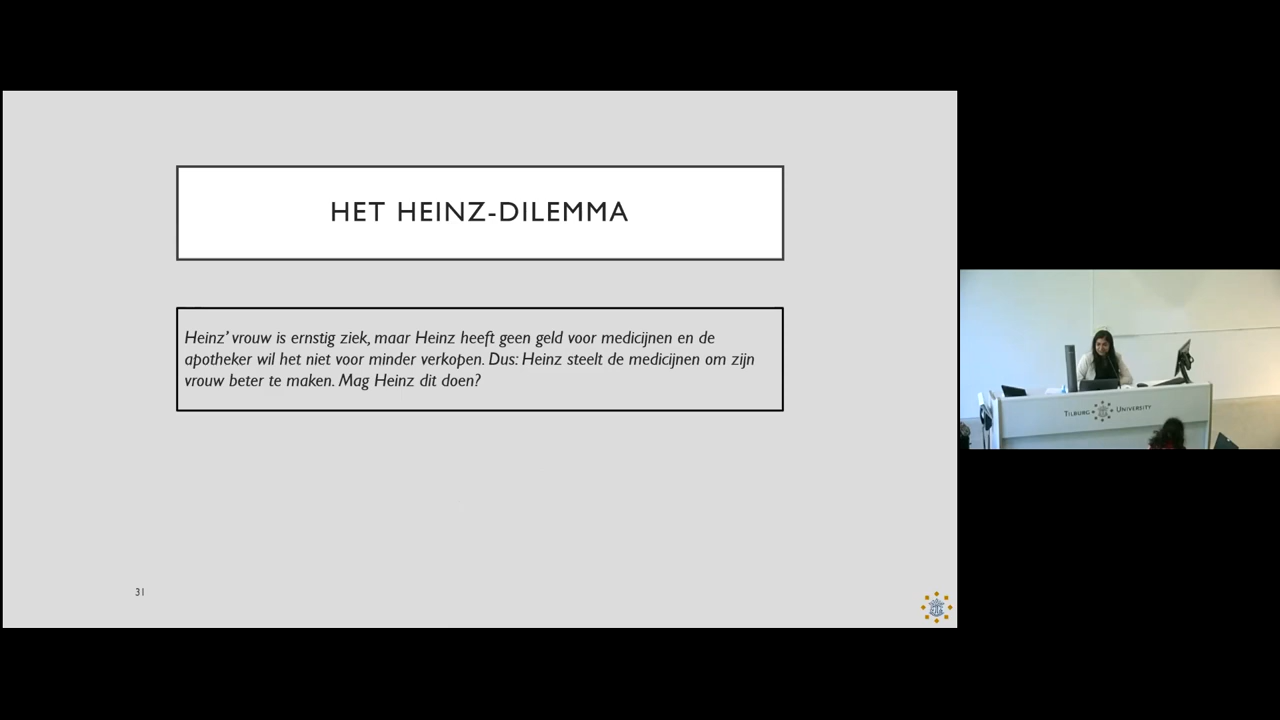 HET HEINZ-DILEMMA
Heinz’ vrouw is ernstig ziek, maar Heinz heeft geen geld voor medicijnen en de
apotheker wil het niet voor minder verkopen. Dus: Heinz steelt de medicijnen om zijn
vrouw beter te maken. Mag Heinz dit doen?
31
TILBURG UNIVERSITY